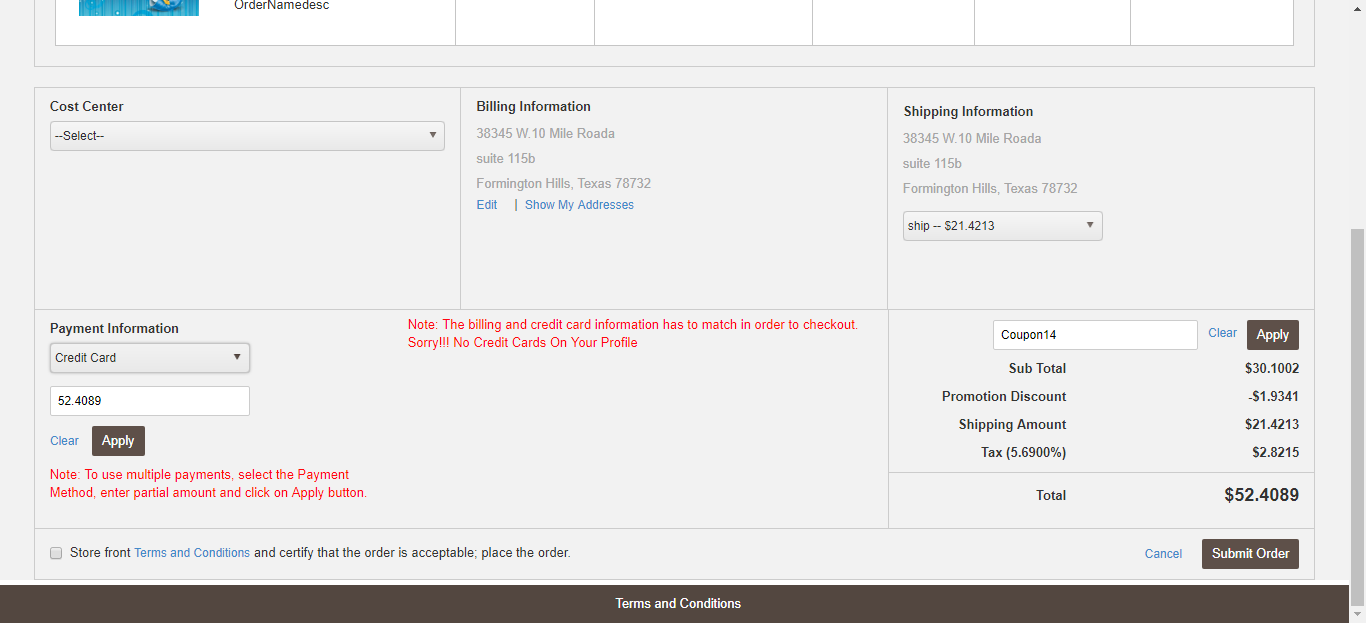 OrderNamedesc
Cost Center
--Select--
Billing Information
38345 W.10 Mile Roada
suite 115b
Formington Hills, Texas 78732
Edit | Show My Addresses
Shipping Information
38345 W.10 Mile Roada
suite 115b
Formington Hills, Texas 78732
ship -- $21.4213
Payment Information
Credit Card
52.4089
Clear Apply
Note: To use multiple payments, select the Payment
Method, enter partial amount and click on Apply button.
Note: The billing and credit card information has to match in order to checkout.
Sorry!!! No Credit Cards On Your Profile
Coupon14 Clear Apply
Sub Total $30.1002
Promotion Discount -$1.9341
Shipping Amount $21.4213
Tax (5.6900%) $2.8215
Total $52.4089
Store front Terms and Conditions and certify that the order is acceptable; place the order.
Cancel Submit Order
Terms and Conditions